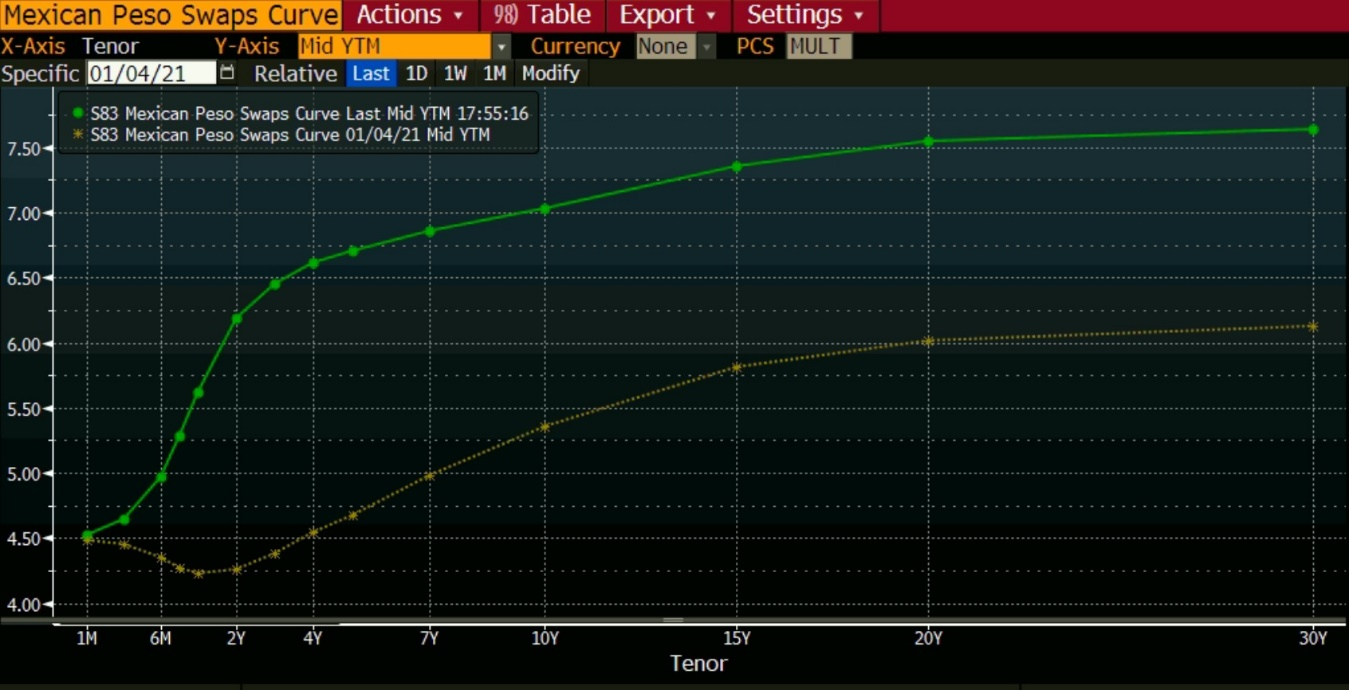 Mexican Peso Swaps Curve Actions 98) Table Export Settings
X-Axis Tenor Y-Axis Mid YTM Currency None PCS MULT
Specific 01/04/21 Relative Last 1D 1W 1M Modify
S83 Mexican Peso Swaps Curve Last Mid YTM 17:55:16
S83 Mexican Peso Swaps Curve 01/04/21 Mid YTM
7.50
7.00
6.50
6.00
5.50
5.00
4.50
4.00
1M 6M 2Y 4Y 7Y 10Y 15Y 20Y 30Y
Tenor